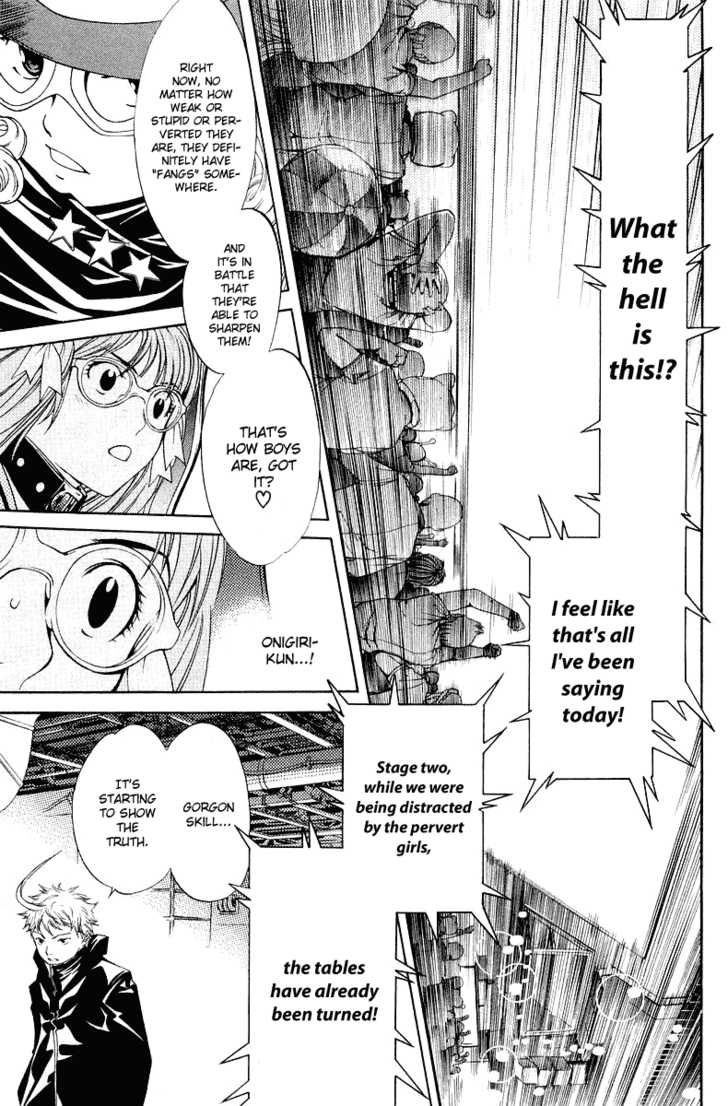 What
the
hell
is
this!?
I feel like
that's all
I've been
saying
today!
RIGHT
NOW, NO
MATTER HOW
WEAK OR
STUPID OR PER-
VERTED THEY
ARE, THEY DEFI-
NITELY HAVE
"FANGS" SOME-
WHERE.
AND
IT'S IN
BATTLE
THAT
THEY'RE
ABLE TO
SHARPEN
THEM!
THAT'S
HOW BOYS
ARE, GOT
IT?
♡
ONIGIRI-
KUN...!
Stage two,
while we were
being distracted
by the pervert
girls,
the tables
have already
been turned!
GORGON
SKILL...
IT'S
STARTING
TO SHOW
THE
TRUTH.